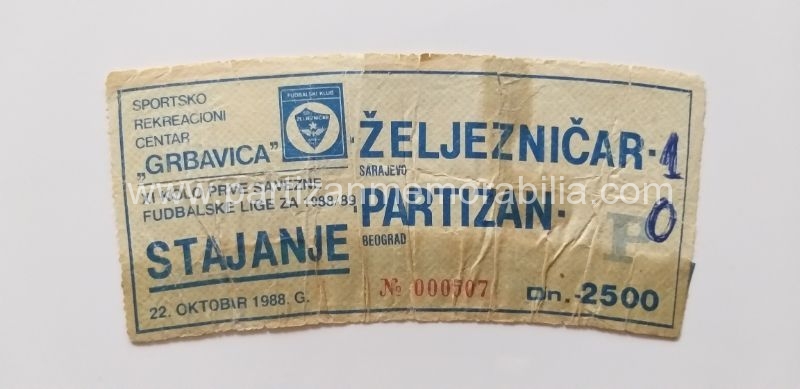 SPORTSKO
REKREACIONI
CENTAR
„GRBAVICA”
FUDBALSKI KLUB
ŽELJEZNIČAR
XI KOLO PRVE SAVEZNE
FUDBALSKE LIGE ZA 1988/89
STAJANJE
22. OKTOBAR 1988. G.
ŽELJEZNIČAR-1
SARAJEVO
PARTIZAN-0
BEOGRAD
P
№ 000507
Dn.-2500
www.partizanmemorabilia.com